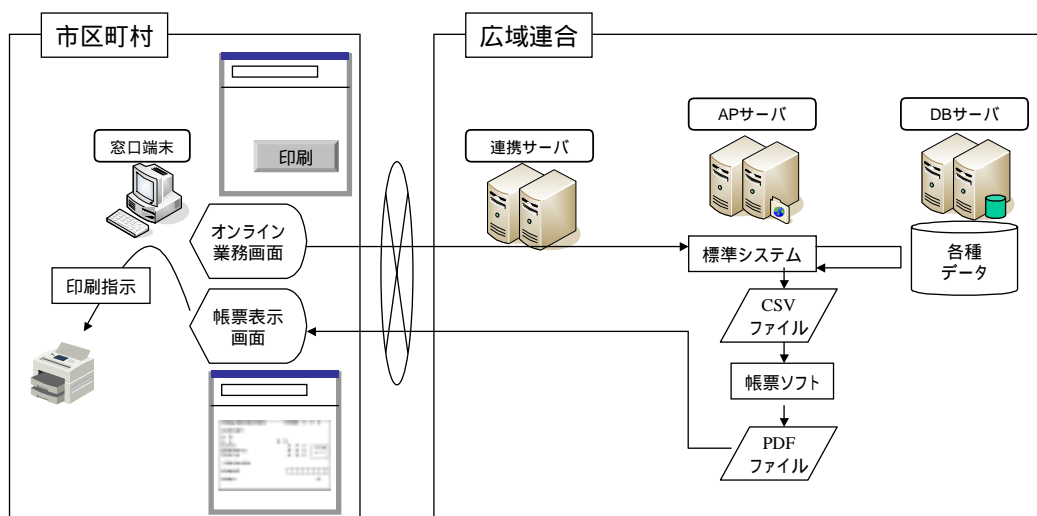 市区町村
広域連合
窓口端末
印刷
連携サーバ
APサーバ
DBサーバ
オンライン
業務画面
標準システム
各種
データ
印刷指示
帳票表示
画面
CSV
ファイル
帳票ソフト
PDF
ファイル